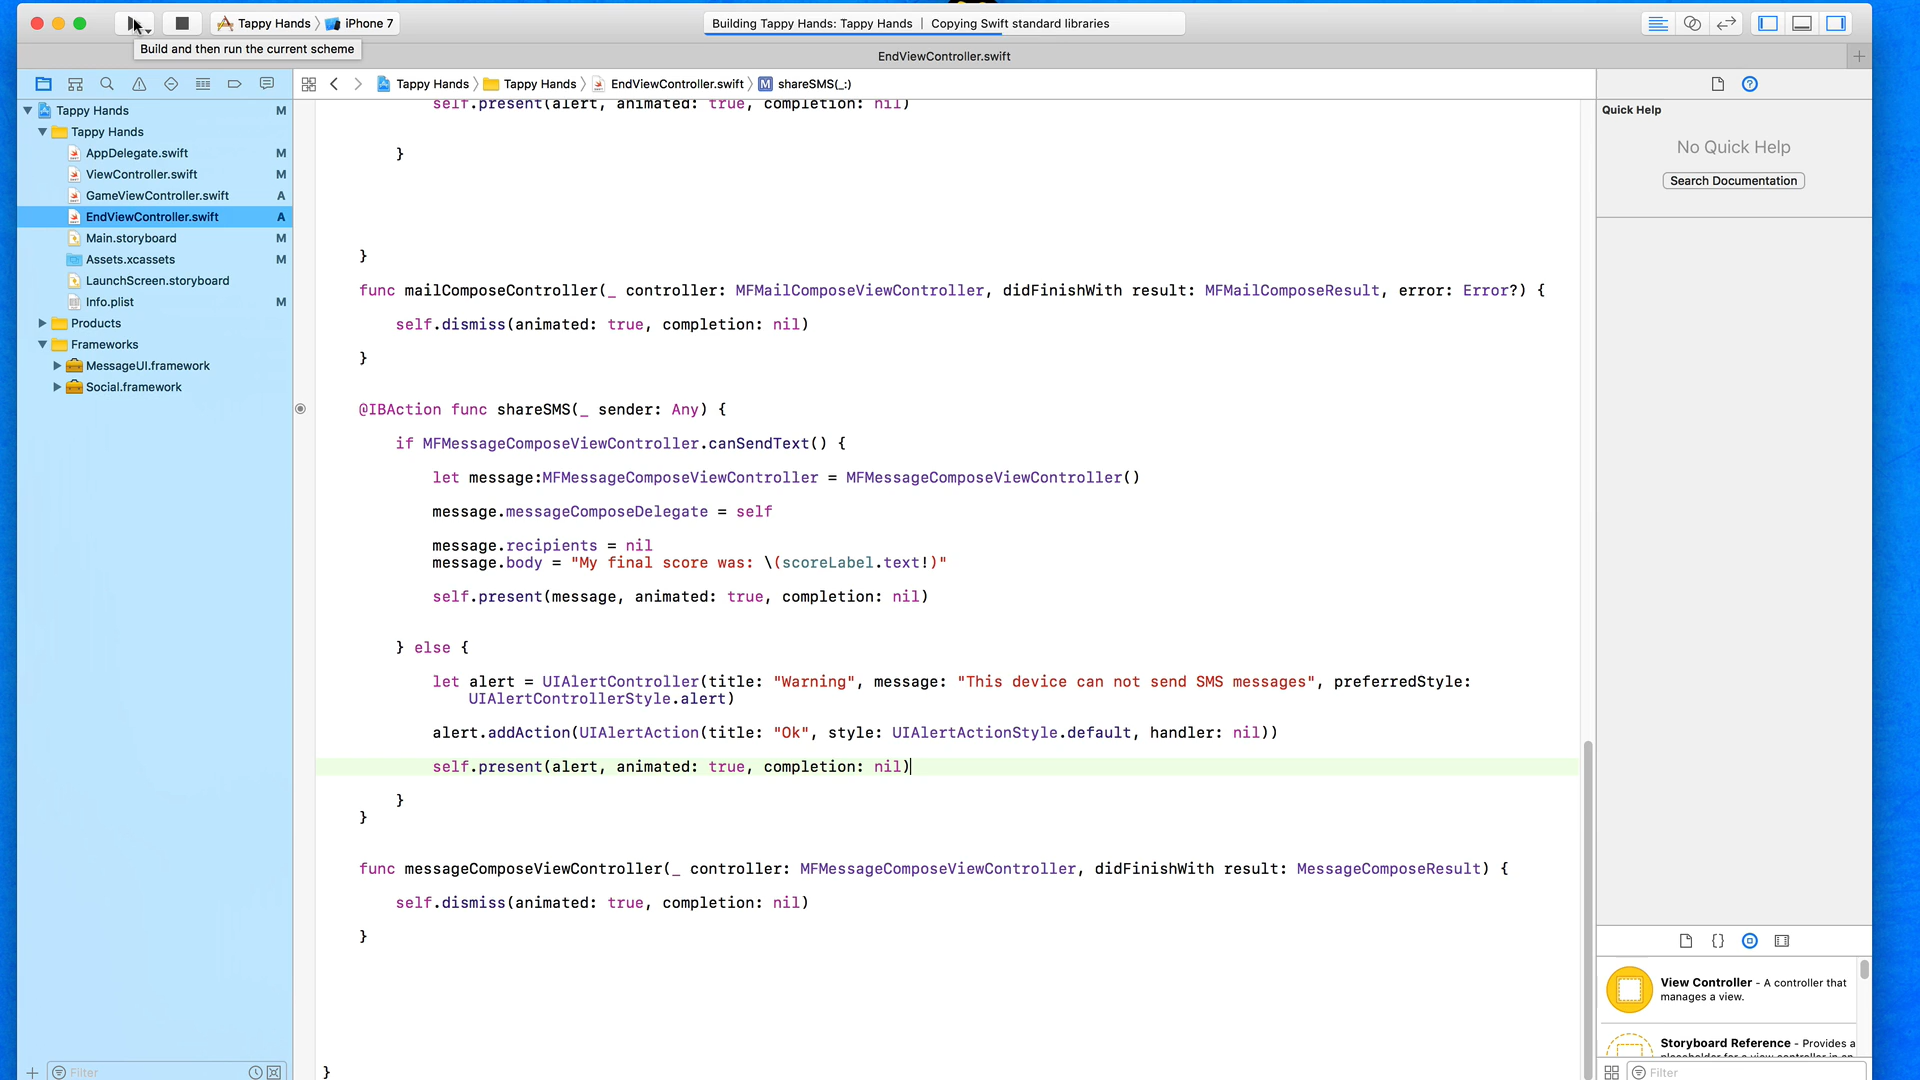 Tappy Hands
iPhone 7
Building Tappy Hands: Tappy Hands | Copying Swift standard libraries
Build and then run the current scheme
EndViewController.swift
Tappy Hands
Tappy Hands
EndViewController.swift
M
shareSMS(_:)
Tappy Hands M
Tappy Hands
AppDelegate.swift M
ViewController.swift M
GameViewController.swift A
EndViewController.swift A
Main.storyboard M
Assets.xcassets M
LaunchScreen.storyboard
Info.plist M
Products
Frameworks
MessageUI.framework
Social.framework
Filter
self.present(alert, animated: true, completion: nil)
}
}
func mailComposeController(_ controller: MFMailComposeViewController, didFinishWith result: MFMailComposeResult, error: Error?) {
self.dismiss(animated: true, completion: nil)
}
@IBAction func shareSMS(_ sender: Any) {
if MFMessageComposeViewController.canSendText() {
let message:MFMessageComposeViewController = MFMessageComposeViewController()
message.messageComposeDelegate = self
message.recipients = nil
message.body = "My final score was: \(scoreLabel.text!)"
self.present(message, animated: true, completion: nil)
} else {
let alert = UIAlertController(title: "Warning", message: "This device can not send SMS messages", preferredStyle:
UIAlertControllerStyle.alert)
alert.addAction(UIAlertAction(title: "Ok", style: UIAlertActionStyle.default, handler: nil))
self.present(alert, animated: true, completion: nil)
}
}
func messageComposeViewController(_ controller: MFMessageComposeViewController, didFinishWith result: MessageComposeResult) {
self.dismiss(animated: true, completion: nil)
}
}
Quick Help
No Quick Help
Search Documentation
View Controller - A controller that
manages a view.
Storyboard Reference - Provides a
Filter